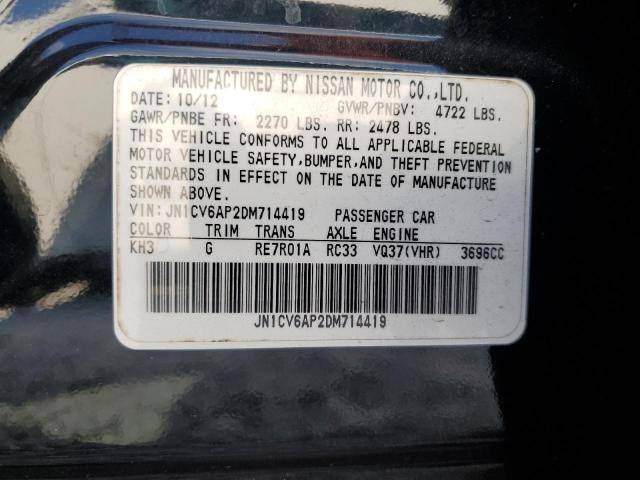 MANUFACTURED BY NISSAN MOTOR CO.,LTD.
DATE: 10/12 GVWR/PNBV: 4722 LBS.
GAWR/PNBE FR: 2270 LBS. RR: 2478 LBS.
THIS VEHICLE CONFORMS TO ALL APPLICABLE FEDERAL
MOTOR VEHICLE SAFETY, BUMPER, AND THEFT PREVENTION
STANDARDS IN EFFECT ON THE DATE OF MANUFACTURE
SHOWN ABOVE.
VIN: JN1CV6AP2DM714419 PASSENGER CAR
COLOR TRIM TRANS AXLE ENGINE
KH3 G RE7R01A RC33 VQ37(VHR) 3696CC
JN1CV6AP2DM714419